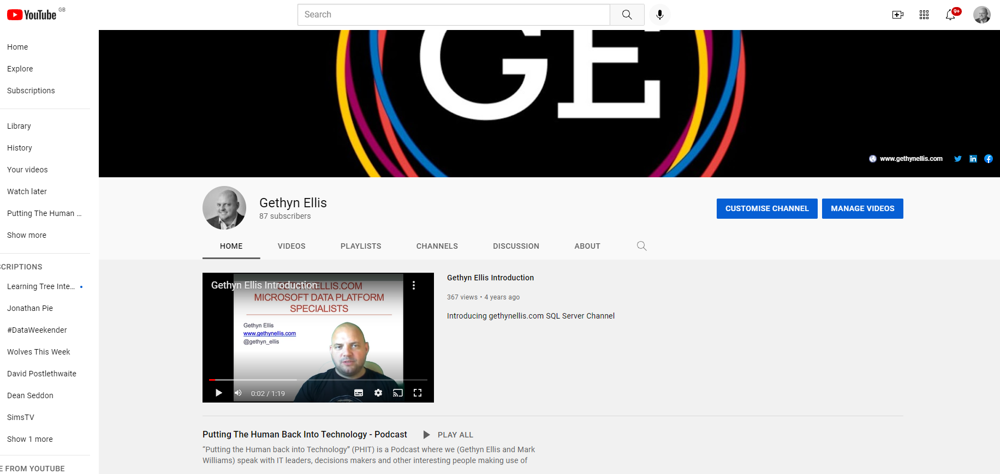 YouTube GB
Search
9+
Home
Explore
Subscriptions
Library
History
Your videos
Watch later
Putting The Human ...
Show more
SCRIPTIONS
Learning Tree Inte...
Jonathan Pie
#DataWeekender
Wolves This Week
David Postlethwaite
Dean Seddon
SimsTV
Show 1 more
E FROM YOUTUBE
GE
www.gethynellis.com
Gethyn Ellis
87 subscribers
CUSTOMISE CHANNEL
MANAGE VIDEOS
HOME VIDEOS PLAYLISTS CHANNELS DISCUSSION ABOUT
Gethyn Ellis Introduction
GETHYNELLIS.COM
MICROSOFT DATA PLATFORM
SPECIALISTS
Gethyn Ellis
www.gethynellis.com
@gethyn_ellis
0:02 / 1:19
Gethyn Ellis Introduction
367 views • 4 years ago
Introducing gethynellis.com SQL Server Channel
Putting The Human Back Into Technology - Podcast PLAY ALL
“Putting the Human back into Technology” (PHIT) is a Podcast where we (Gethyn Ellis and Mark
Williams) speak with IT leaders, decisions makers and other interesting people making use of